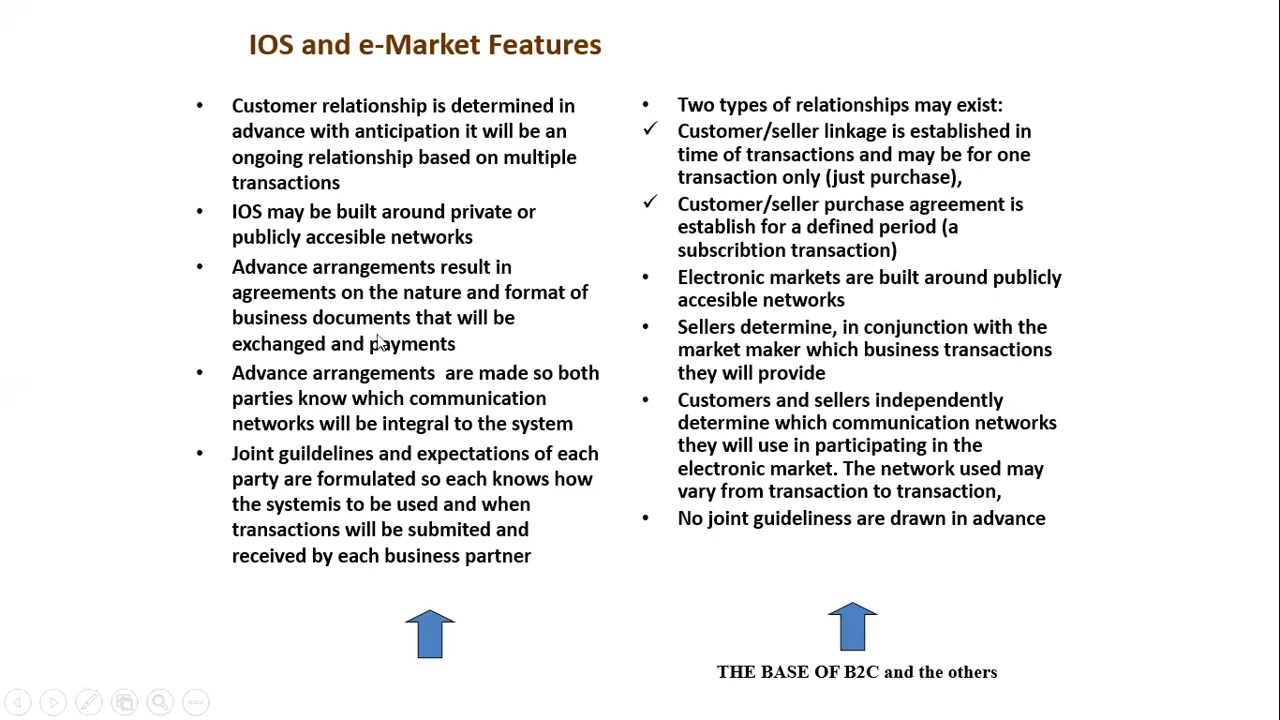 IOS and e-Market Features
• Customer relationship is determined in
advance with anticipation it will be an
ongoing relationship based on multiple
transactions
• IOS may be built around private or
publicly accesible networks
• Advance arrangements result in
agreements on the nature and format of
business documents that will be
exchanged and payments
• Advance arrangements are made so both
parties know which communication
networks will be integral to the system
• Joint guildelines and expectations of each
party are formulated so each knows how
the systemis to be used and when
transactions will be submited and
received by each business partner
• Two types of relationships may exist:
✓ Customer/seller linkage is established in
time of transactions and may be for one
transaction only (just purchase),
✓ Customer/seller purchase agreement is
establish for a defined period (a
subscribtion transaction)
• Electronic markets are built around publicly
accesible networks
• Sellers determine, in conjunction with the
market maker which business transactions
they will provide
• Customers and sellers independently
determine which communication networks
they will use in participating in the
electronic market. The network used may
vary from transaction to transaction,
• No joint guideliness are drawn in advance
THE BASE OF B2C and the others